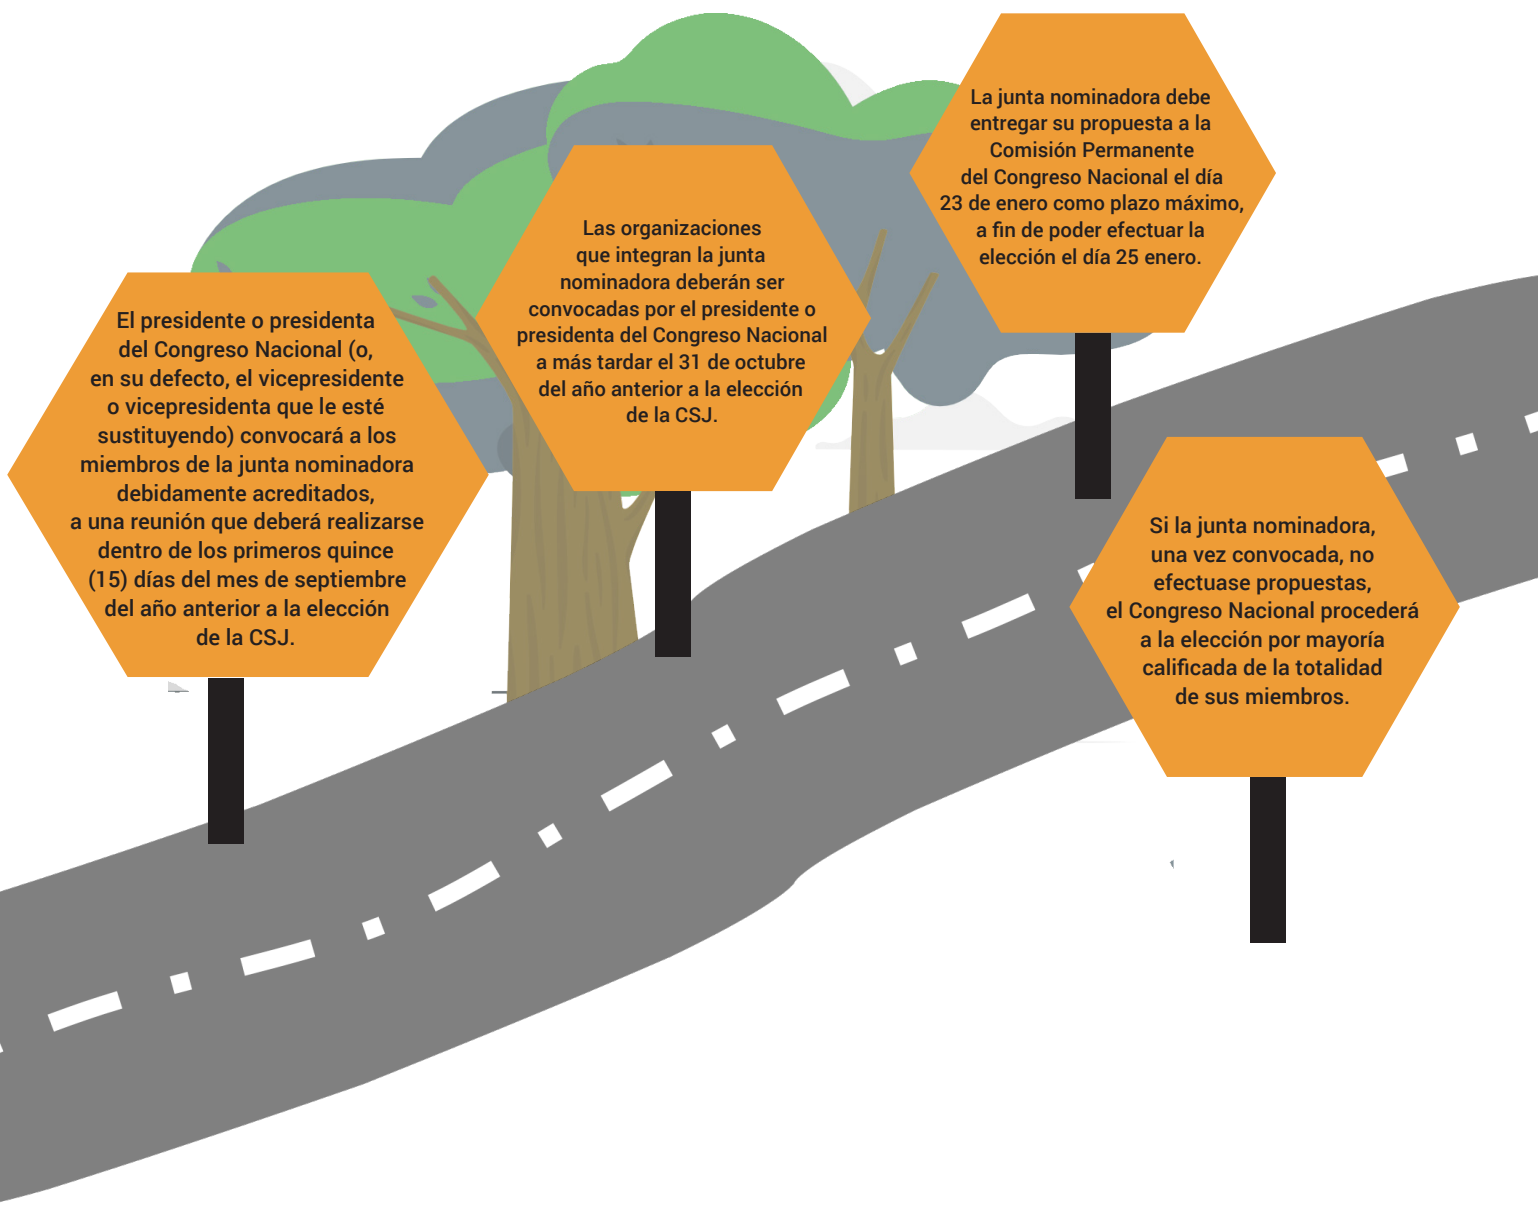 El presidente o presidenta
del Congreso Nacional (o,
en su defecto, el vicepresidente
o vicepresidenta que le esté
sustituyendo) convocará a los
miembros de la junta nominadora
debidamente acreditados,
a una reunión que deberá realizarse
dentro de los primeros quince
(15) días del mes de septiembre
del año anterior a la elección
de la CSJ.
Las organizaciones
que integran la junta
nominadora deberán ser
convocadas por el presidente o
presidenta del Congreso Nacional
a más tardar el 31 de octubre
del año anterior a la elección
de la CSJ.
La junta nominadora debe
entregar su propuesta a la
Comisión Permanente
del Congreso Nacional el día
23 de enero como plazo máximo,
a fin de poder efectuar la
elección el día 25 enero.
Si la junta nominadora,
una vez convocada, no
efectuase propuestas,
el Congreso Nacional procederá
a la elección por mayoría
calificada de la totalidad
de sus miembros.